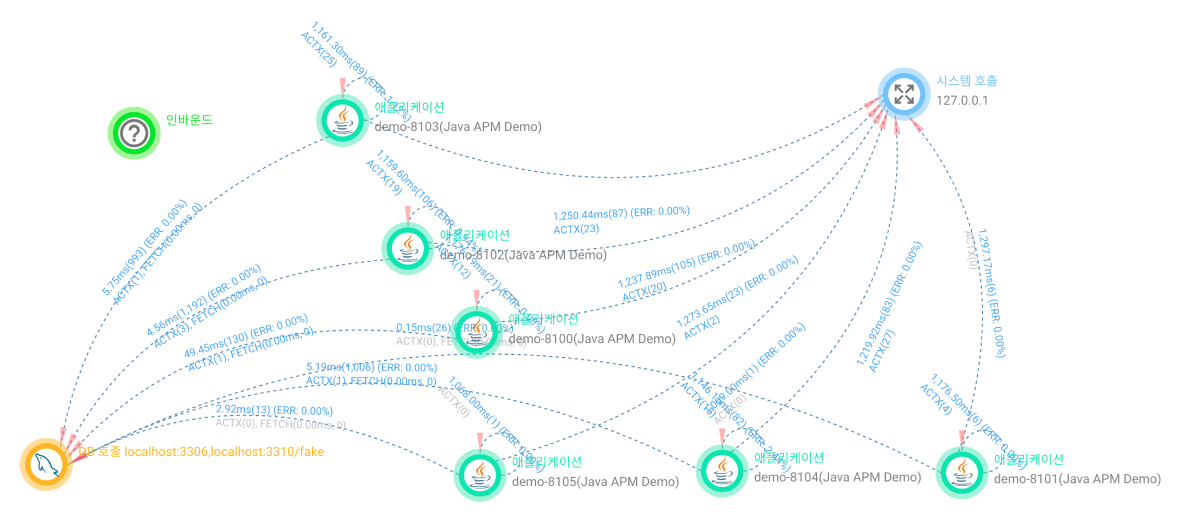 1,161.30ms(89) (ERR:
ACTX(25)
애플리케이션
demo-8103(Java APM Demo)
시스템 호출
127.0.0.1
인바운드
1,159.60ms(106) (ERR:
ACTX(19)
애플리케이션
demo-8102(Java APM Demo)
1,250.44ms(87) (ERR: 0.00%)
ACTX(23)
5.75ms(993) (ERR: 0.00%)
ACTX(1), FETCH(0.00ms, 0)
ACTX(12)
1,237.89ms(105) (ERR: 0.00%)
ACTX(20)
1,297.17ms(6) (ERR: 0.00%)
ACTX(0)
4.56ms(1,192) (ERR: 0.00%)
ACTX(3), FETCH(0.00ms, 0)
1,273.65ms(23) (ERR: 0.00%)
ACTX(2)
1,219.92ms(83) (ERR: 0.00%)
ACTX(27)
애플리케이션
demo-8100(Java APM Demo)
49.45ms(130) (ERR: 0.00%)
ACTX(1), FETCH(0.00ms, 0)
0.15ms(26) (ERR: 0.00%)
ACTX(0), FETCH(0.00ms, 0)
5.19ms(1,006) (ERR: 0.00%)
ACTX(1), FETCH(0.00ms, 0)
(ERR: 0.00%)
ACTX(0)
1,068.00ms(1) (ERR:
ACTX(0)
1,176.50ms(6) (ERR:
ACTX(4)
2.92ms(13) (ERR: 0.00%)
ACTX(0), FETCH(0.00ms, 0)
DB 호출 localhost:3306,localhost:3310/fake
애플리케이션
demo-8105(Java APM Demo)
애플리케이션
demo-8104(Java APM Demo)
애플리케이션
demo-8101(Java APM Demo)